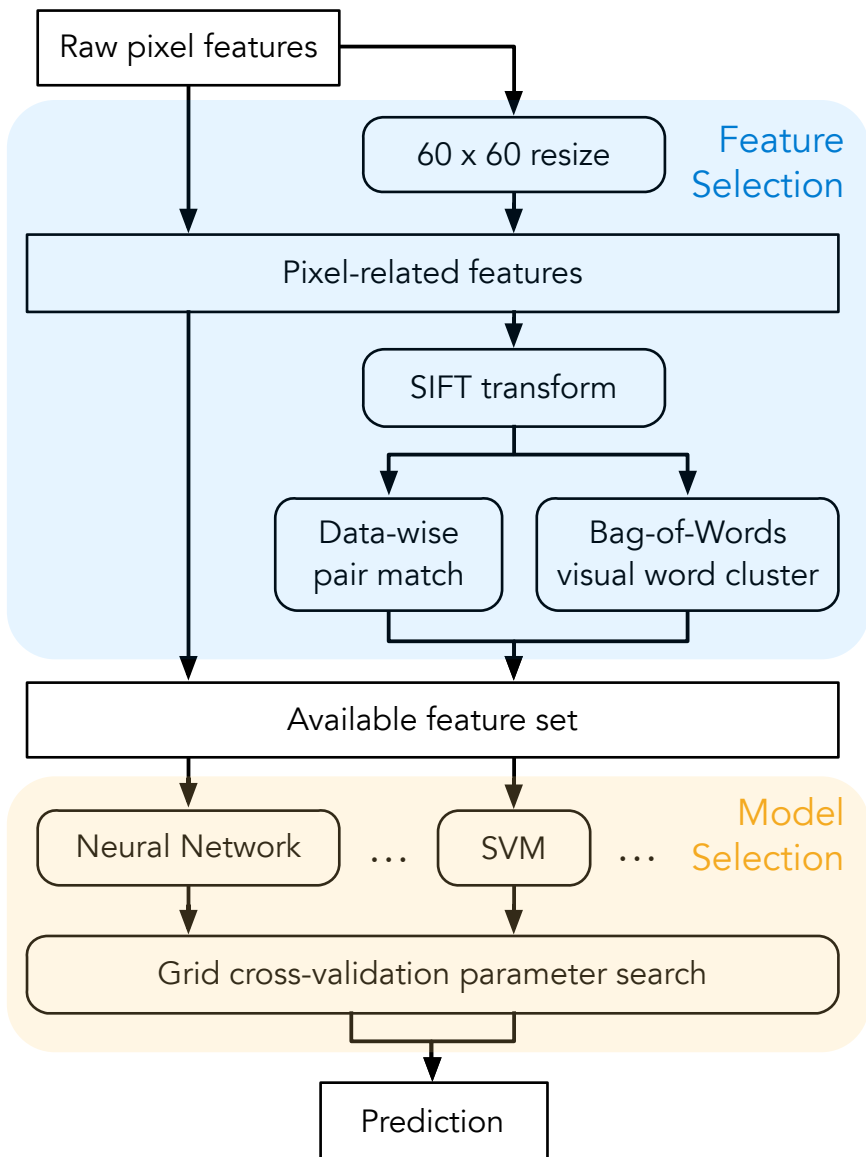 Raw pixel features
60 x 60 resize
Feature
Selection
Pixel-related features
SIFT transform
Data-wise
pair match
Bag-of-Words
visual word cluster
Available feature set
Neural Network
...
SVM
...
Model
Selection
Grid cross-validation parameter search
Prediction